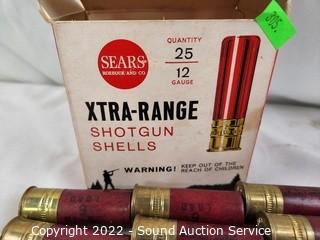 SEARS
ROEBUCK AND CO.
QUANTITY
25
12
GAUGE
XTRA-RANGE
SHOTGUN
SHELLS
WARNING! KEEP OUT OF THE
REACH OF CHILDREN
Copyright 2022 - Sound Auction Service